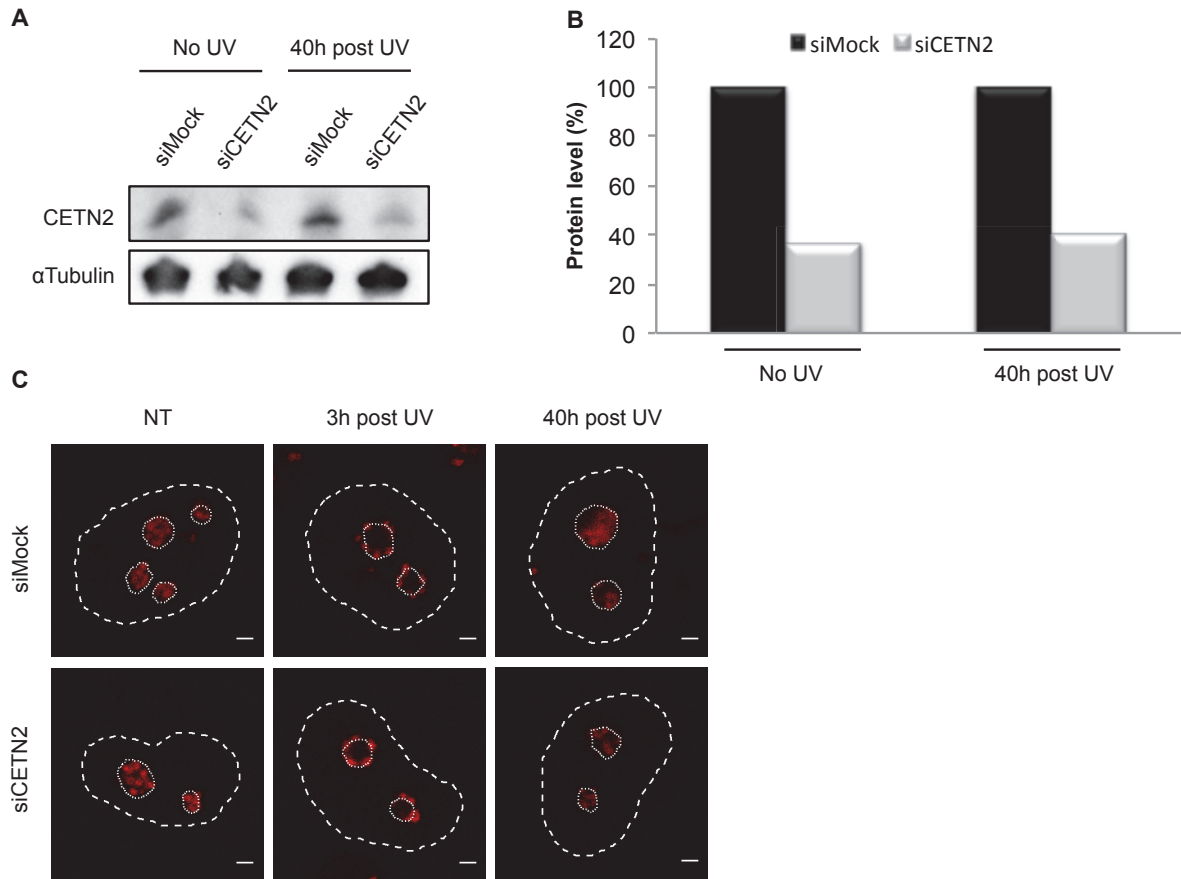 A
No UV
40h post UV
siMock
siCETN2
siMock
siCETN2
CETN2
αTubulin
B
siMock
siCETN2
Protein level (%)
120
100
80
60
40
20
0
No UV
40h post UV
C
NT
3h post UV
40h post UV
siMock
siCETN2